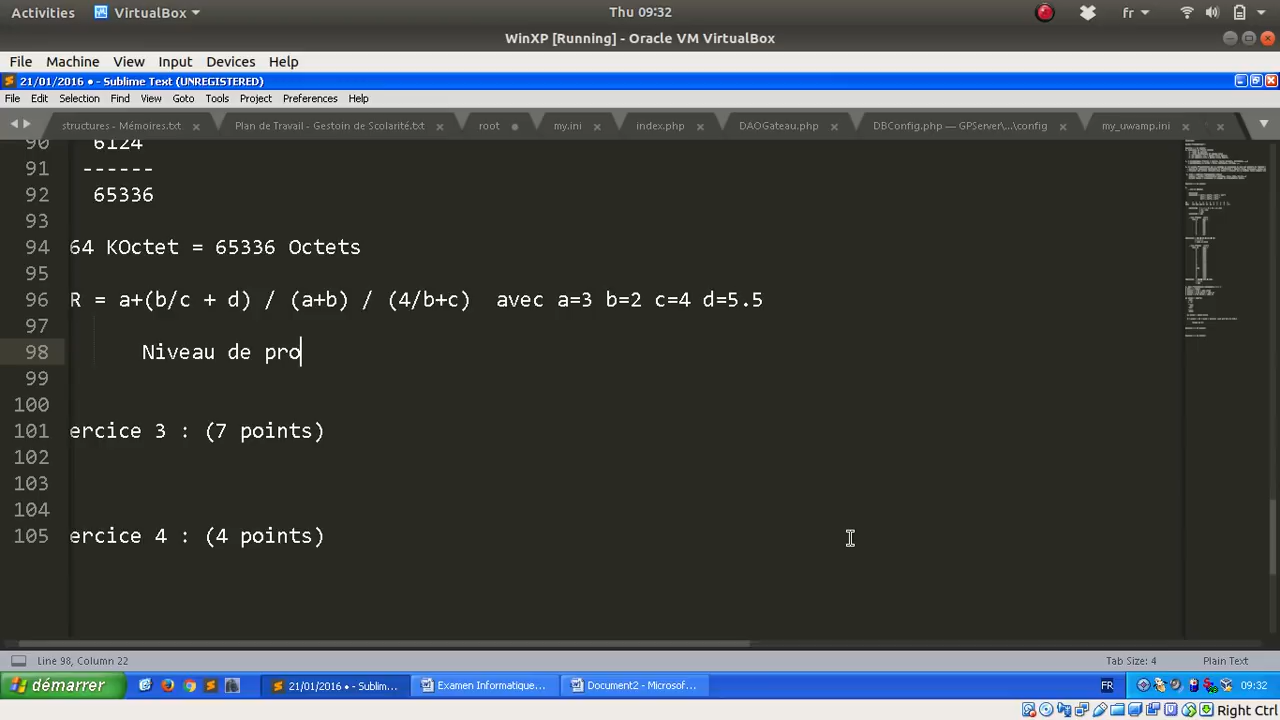 Activities VirtualBox Thu 09:32 fr
WinXP [Running] - Oracle VM VirtualBox
File Machine View Input Devices Help
21/01/2016 • - Sublime Text (UNREGISTERED)
File Edit Selection Find View Goto Tools Project Preferences Help
structures - Mémoires.txt × Plan de Travail - Gestoin de Scolarité.txt × root my.ini × index.php × DAOGateau.php × DBConfig.php — GPServer\...\config × my_uwamp.ini × ×
90 6124
91 ------
92 65336
93
94 64 KOctet = 65336 Octets
95
96 R = a+(b/c + d) / (a+b) / (4/b+c) avec a=3 b=2 c=4 d=5.5
97
98 Niveau de pro
99
100
101 ercice 3 : (7 points)
102
103
104
105 ercice 4 : (4 points)
Line 98, Column 22 Tab Size: 4 Plain Text
démarrer 21/01/2016 • - Sublim... Examen Informatique... Document2 - Microsof... FR 09:32
Right Ctrl